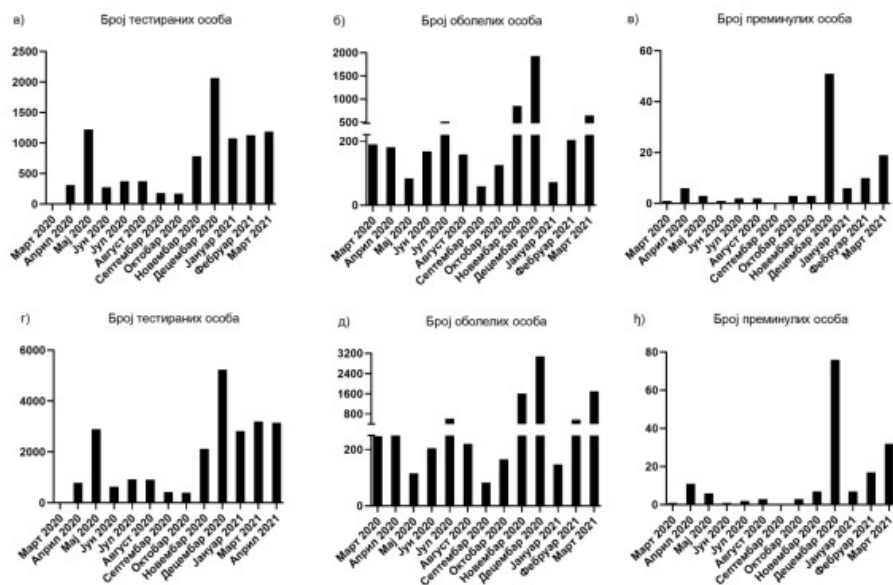 а) Број тестираних особа
2500
2000
1500
1000
500
0
Март 2020
Април 2020
Мај 2020
Јун 2020
Јул 2020
Август 2020
Септембар 2020
Октобар 2020
Новембар 2020
Децембар 2020
Јануар 2021
Фебруар 2021
Март 2021
б) Број оболелих особа
2000
1500
1000
500
200
0
Март 2020
Април 2020
Мај 2020
Јун 2020
Јул 2020
Август 2020
Септембар 2020
Октобар 2020
Новембар 2020
Децембар 2020
Јануар 2021
Фебруар 2021
Март 2021
в) Број преминулих особа
60
40
20
0
Март 2020
Април 2020
Мај 2020
Јун 2020
Јул 2020
Август 2020
Септембар 2020
Октобар 2020
Новембар 2020
Децембар 2020
Јануар 2021
Фебруар 2021
Март 2021
г) Број тестираних особа
6000
4000
2000
0
Март 2020
Април 2020
Мај 2020
Јун 2020
Јул 2020
Август 2020
Септембар 2020
Октобар 2020
Новембар 2020
Децембар 2020
Јануар 2021
Март 2021
Април 2021
д) Број оболелих особа
3200
2400
1600
800
200
0
Март 2020
Април 2020
Мај 2020
Јун 2020
Јул 2020
Август 2020
Септембар 2020
Октобар 2020
Новембар 2020
Децембар 2020
Јануар 2021
Фебруар 2021
Март 2021
ђ) Број преминулих особа
80
60
40
20
0
Март 2020
Април 2020
Мај 2020
Јун 2020
Јул 2020
Август 2020
Септембар 2020
Октобар 2020
Новембар 2020
Децембар 2020
Јануар 2021
Фебруар 2021
Март 2021